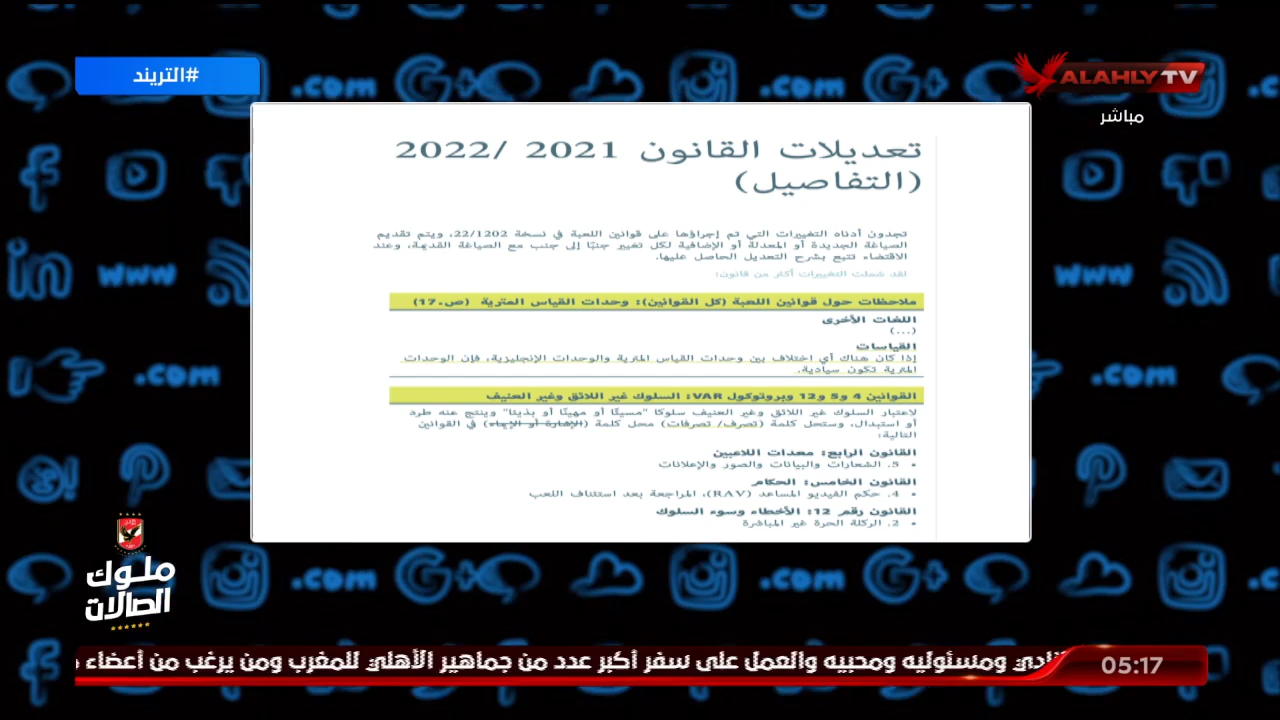 #التريند
ALAHLY TV
مباشر
تعديلات القانون 2021 /2022
(التفاصيل)
تجدون أدناه التغييرات التي تم إجراؤها على قوانين اللعبة في نسخة 22/1202، ويتم تقديم
الصياغة الجديدة أو المعدلة أو الإضافية لكل تغيير جنبًا إلى جنب مع الصياغة القديمة، وعند
الاقتضاء تتبع بشرح التعديل الحاصل عليها.
لقد شملت التغييرات أكثر من قانون:
ملاحظات حول قوانين اللعبة (كل القوانين): وحدات القياس المترية (ص.17)
اللغات الأخرى
(...)
القياسات
إذا كان هناك أي اختلاف بين وحدات القياس المترية والوحدات الإنجليزية، فإن الوحدات
المترية تكون سيادية.
القوانين 4 و5 و12 وبروتوكول VAR: السلوك غير اللائق وغير العنيف
لاعتبار السلوك غير اللائق وغير العنيف سلوكا "مسيئًا أو مهينًا أو بذيئا" وينتج عنه طرد
أو استبدال، وستحل كلمة (تصرف/ تصرفات) محل كلمة (الإشارة أو الإيماء) في القوانين
التالية:
القانون الرابع: معدات اللاعبين
• 5. الشعارات والبيانات والصور والإعلانات
القانون الخامس: الحكام
• 4. حكم الفيديو المساعد (RAV)، المراجعة بعد استئناف اللعب
القانون رقم 12: الأخطاء وسوء السلوك
• 2. الركلة الحرة غير المباشرة
ملوك
الصالات
نادي ومسئوليه ومحبيه والعمل على سفر أكبر عدد من جماهير الأهلي للمغرب ومن يرغب من أعضاء
05:17